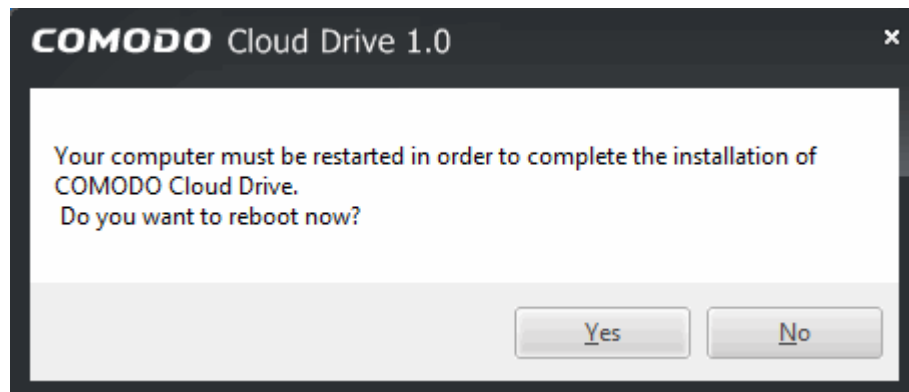 COMODO Cloud Drive 1.0
Your computer must be restarted in order to complete the installation of
COMODO Cloud Drive.
Do you want to reboot now?
Yes No